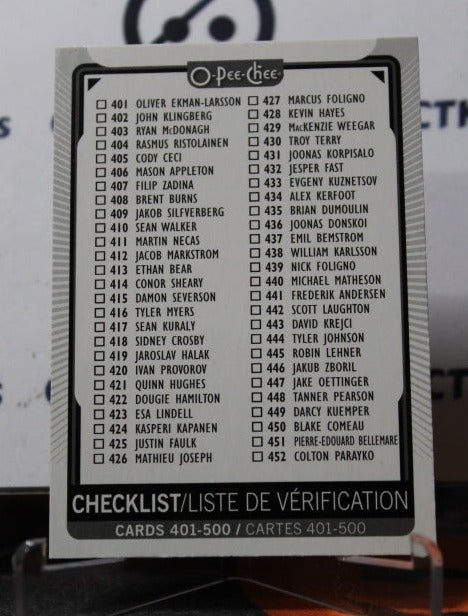 O-Pee-Chee
401 OLIVER EKMAN-LARSSON
402 JOHN KLINGBERG
403 RYAN McDONAGH
404 RASMUS RISTOLAINEN
405 CODY CECI
406 MASON APPLETON
407 FILIP ZADINA
408 BRENT BURNS
409 JAKOB SILFVERBERG
410 SEAN WALKER
411 MARTIN NECAS
412 JACOB MARKSTROM
413 ETHAN BEAR
414 CONOR SHEARY
415 DAMON SEVERSON
416 TYLER MYERS
417 SEAN KURALY
418 SIDNEY CROSBY
419 JAROSLAV HALAK
420 IVAN PROVOROV
421 QUINN HUGHES
422 DOUGIE HAMILTON
423 ESA LINDELL
424 KASPERI KAPANEN
425 JUSTIN FAULK
426 MATHIEU JOSEPH
427 MARCUS FOLIGNO
428 KEVIN HAYES
429 MacKENZIE WEEGAR
430 TROY TERRY
431 JOONAS KORPISALO
432 JESPER FAST
433 EVGENY KUZNETSOV
434 ALEX KERFOOT
435 BRIAN DUMOULIN
436 JOONAS DONSKOI
437 EMIL BEMSTROM
438 WILLIAM KARLSSON
439 NICK FOLIGNO
440 MICHAEL MATHESON
441 FREDERIK ANDERSEN
442 SCOTT LAUGHTON
443 DAVID KREJCI
444 TYLER JOHNSON
445 ROBIN LEHNER
446 JAKUB ZBORIL
447 JAKE OETTINGER
448 TANNER PEARSON
449 DARCY KUEMPER
450 BLAKE COMEAU
451 PIERRE-EDOUARD BELLEMARE
452 COLTON PARAYKO
CHECKLIST/LISTE DE VÉRIFICATION
CARDS 401-500 / CARTES 401-500